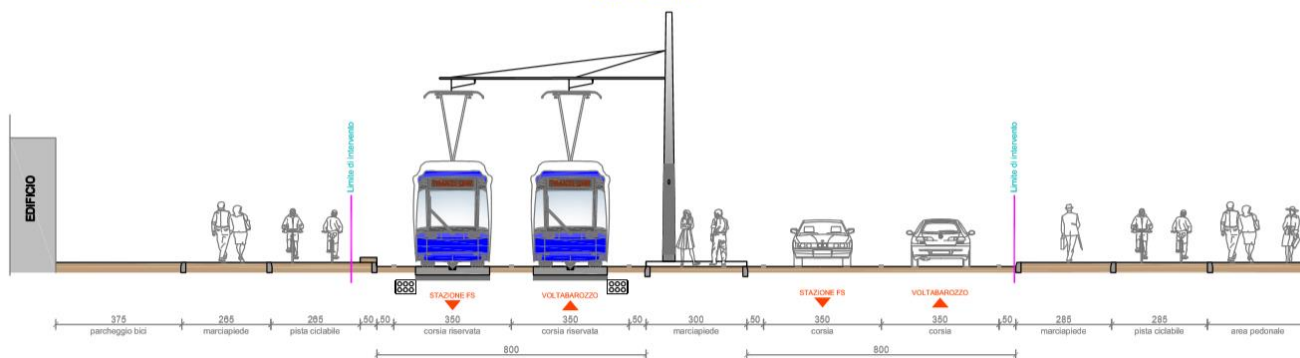 EDIFICIO
Limite di intervento
Limite di intervento
STAZIONE FS
VOLTABAROZZO
STAZIONE FS
VOLTABAROZZO
375 265 265 50 50 350 350 50 300 50 350 350 50 285 285
parcheggio bici marciapiede pista ciclabile corsia riservata corsia riservata marciapiede corsia corsia marciapiede pista ciclabile area pedonale
800 800